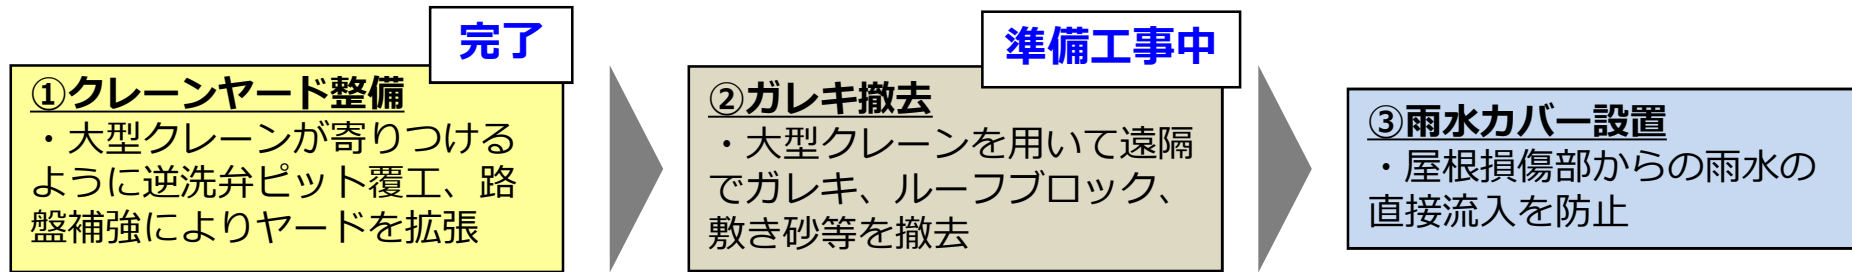 完了
①クレーンヤード整備
・大型クレーンが寄りつける
ように逆洗弁ピット覆工、路
盤補強によりヤードを拡張
準備工事中
②ガレキ撤去
・大型クレーンを用いて遠隔
でガレキ、ルーフブロック、
敷き砂等を撤去
③雨水カバー設置
・屋根損傷部からの雨水の
直接流入を防止